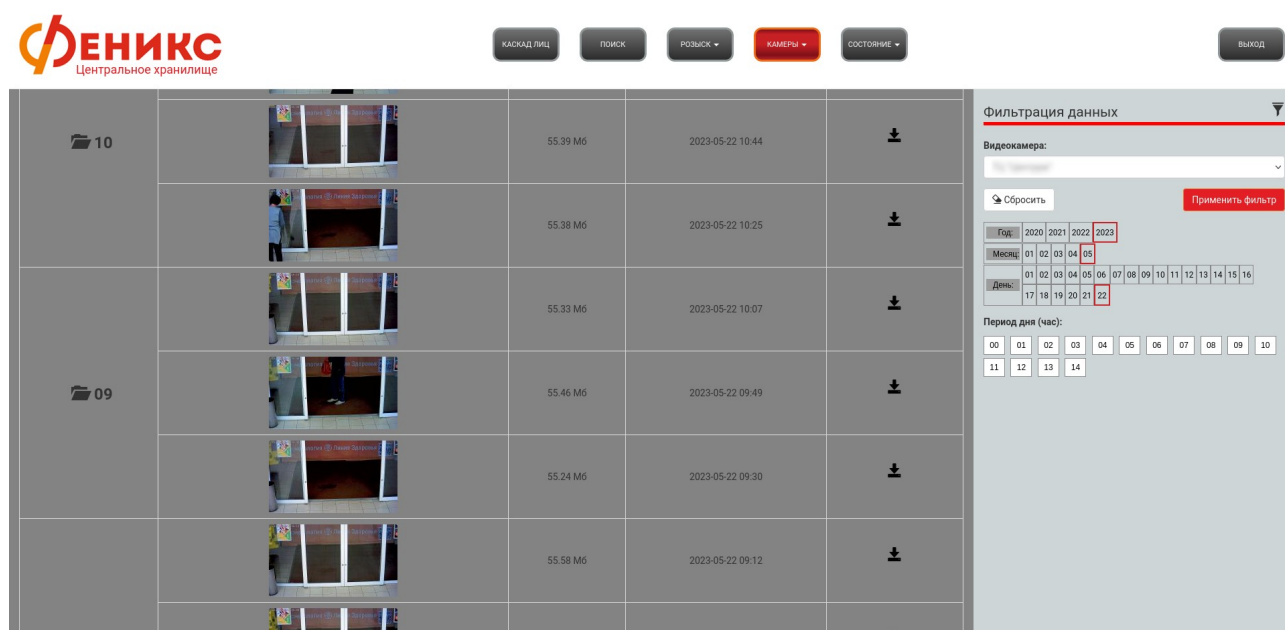 Феникс
Центральное хранилище
КАСКАД ЛИЦ
ПОИСК
РОЗЫСК
КАМЕРЫ
СОСТОЯНИЕ
ВЫХОД
10
55.39 Мб 2023-05-22 10:44
55.38 Мб 2023-05-22 10:25
55.33 Мб 2023-05-22 10:07
09
55.46 Мб 2023-05-22 09:49
55.24 Мб 2023-05-22 09:30
55.58 Мб 2023-05-22 09:12
Фильтрация данных
Видеокамера:
Сбросить
Применить фильтр
Год: 2020 2021 2022 2023
Месяц: 01 02 03 04 05
День: 01 02 03 04 05 06 07 08 09 10 11 12 13 14 15 16
17 18 19 20 21 22
Период дня (час):
00 01 02 03 04 05 06 07 08 09 10
11 12 13 14